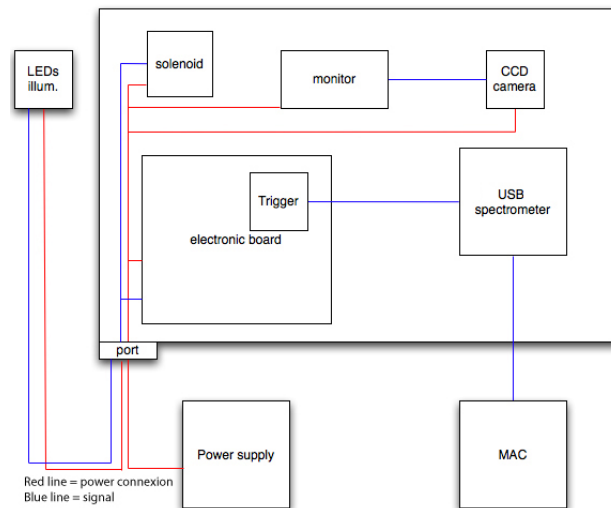 LEDs
illum.
solenoid
monitor
CCD
camera
Trigger
electronic board
USB
spectrometer
port
Power supply
MAC
Red line = power connexion
Blue line = signal